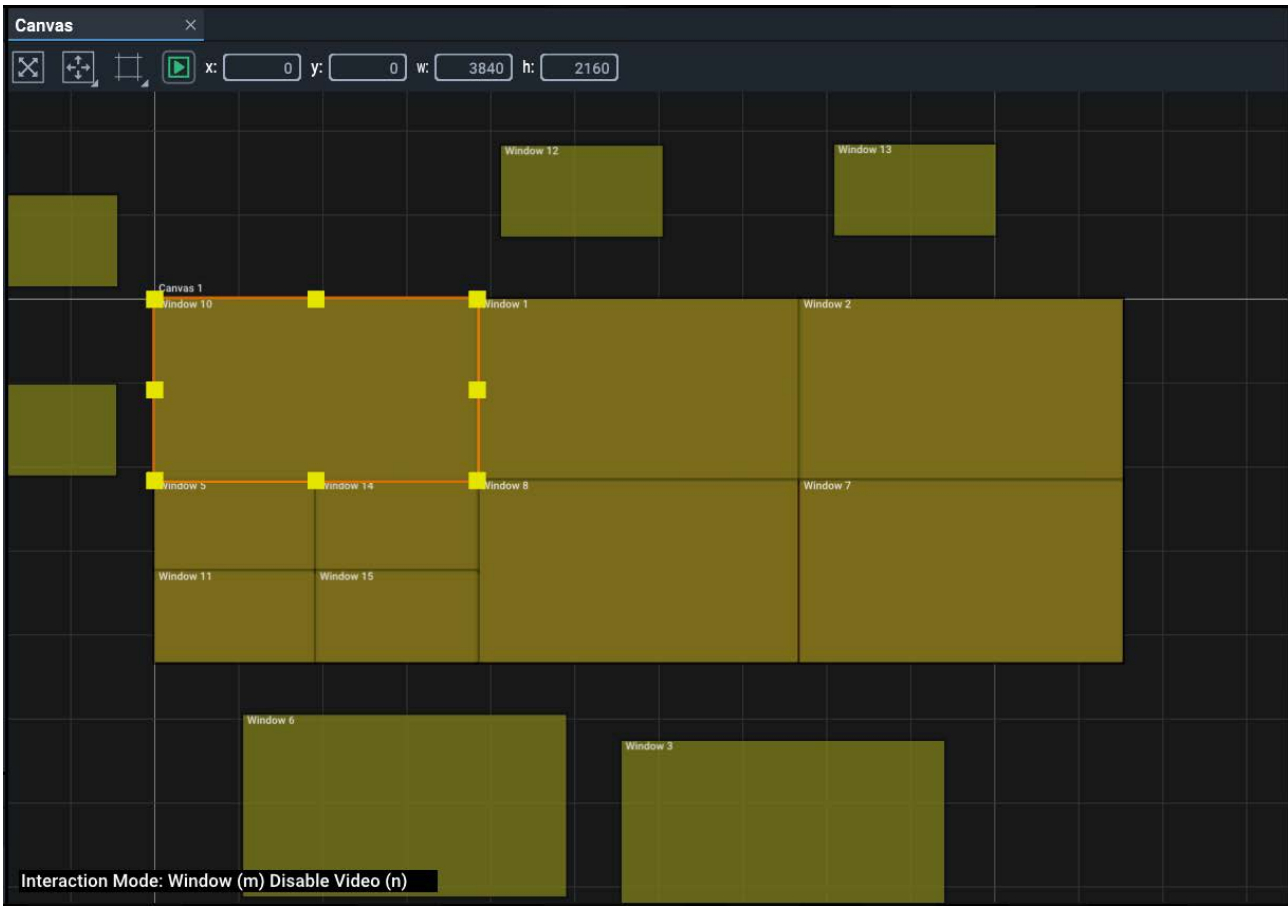 Canvas
x: 0 y: 0 w: 3840 h: 2160
Window 12
Window 13
Canvas 1
Window 10
Window 1
Window 2
Window 5
Window 14
Window 8
Window 7
Window 11
Window 15
Window 6
Window 3
Interaction Mode: Window (m) Disable Video (n)